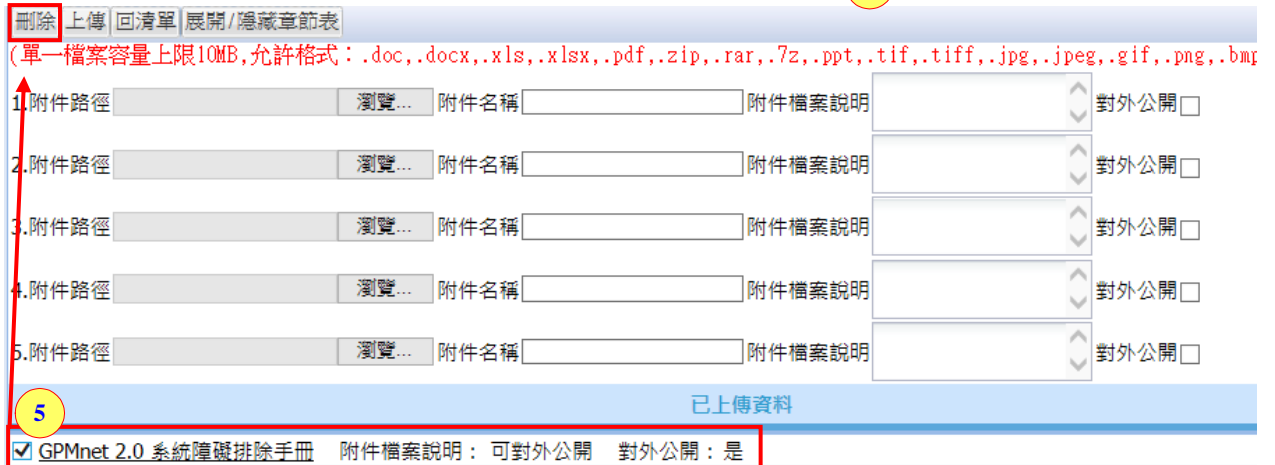 刪除 上傳 回清單 展開/隱藏章節表
(單一檔案容量上限10MB,允許格式：.doc,.docx,.xls,.xlsx,.pdf,.zip,.rar,.7z,.ppt,.tif,.tiff,.jpg,.jpeg,.gif,.png,.bmp
1.附件路徑 瀏覽... 附件名稱 附件檔案說明 對外公開
2.附件路徑 瀏覽... 附件名稱 附件檔案說明 對外公開
3.附件路徑 瀏覽... 附件名稱 附件檔案說明 對外公開
4.附件路徑 瀏覽... 附件名稱 附件檔案說明 對外公開
5.附件路徑 瀏覽... 附件名稱 附件檔案說明 對外公開
已上傳資料
5
GPMnet 2.0 系統障礙排除手冊 附件檔案說明： 可對外公開 對外公開：是